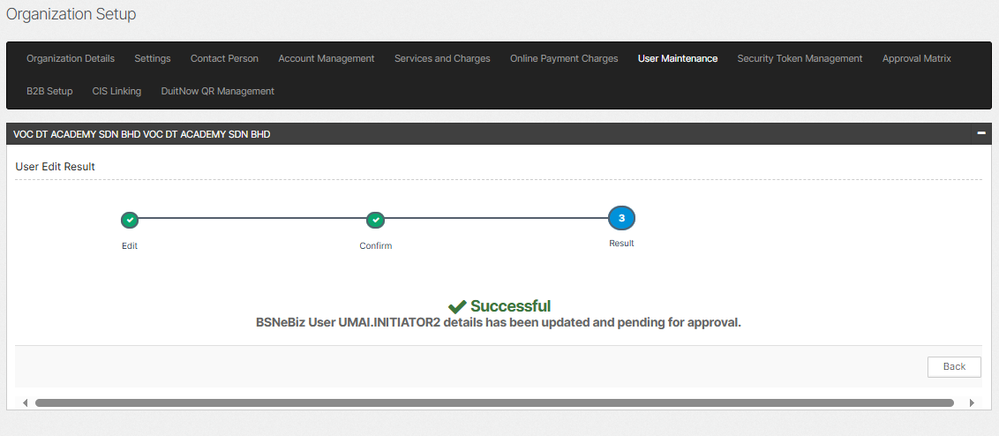 Organization Setup
Organization Details Settings Contact Person Account Management Services and Charges Online Payment Charges User Maintenance Security Token Management Approval Matrix
B2B Setup CIS Linking DuitNow QR Management
VOC DT ACADEMY SDN BHD VOC DT ACADEMY SDN BHD
User Edit Result
3
Edit Confirm Result
Successful
BSNeBiz User UMAI.INITIATOR2 details has been updated and pending for approval.
Back